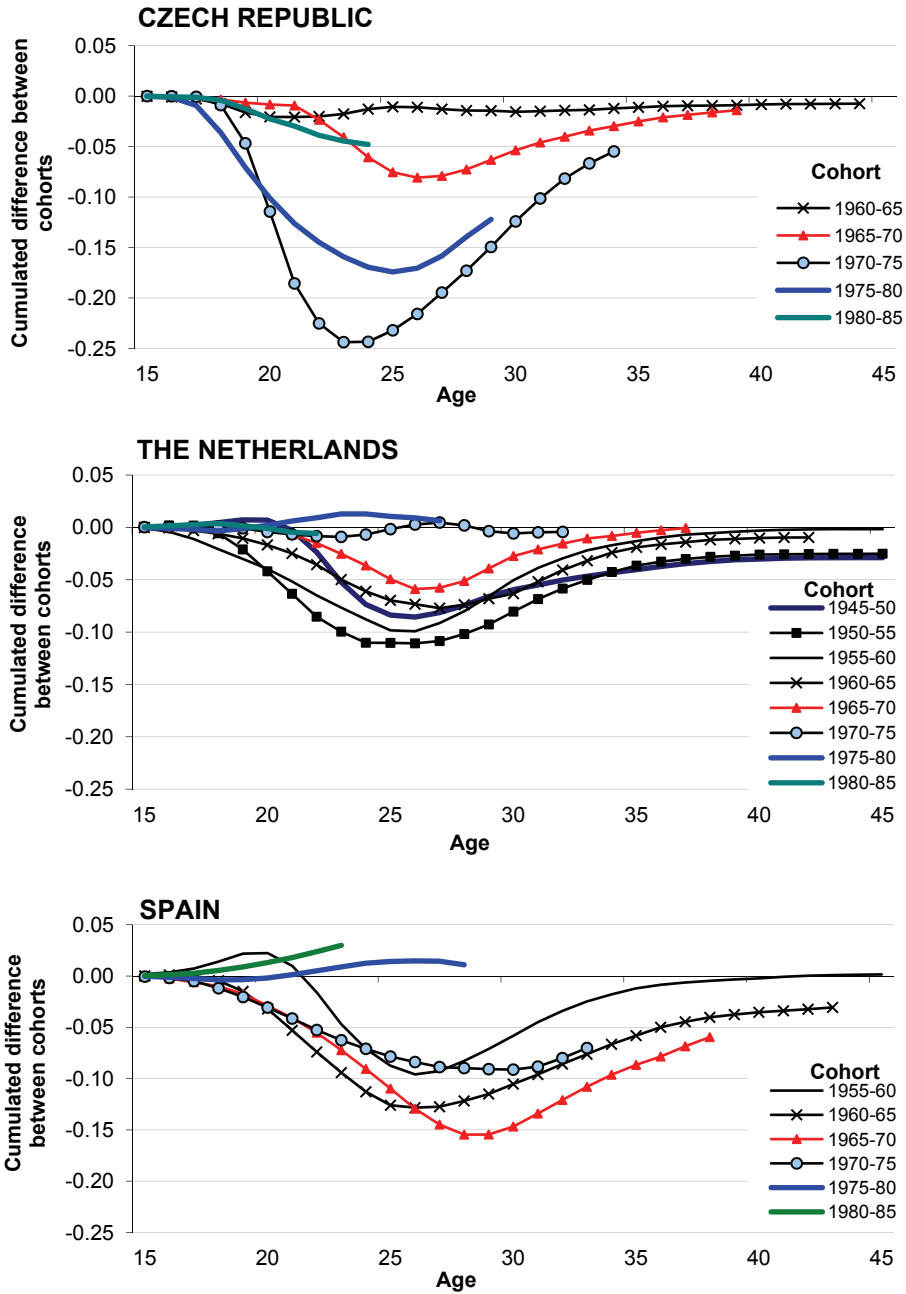 CZECH REPUBLIC
Cumulated difference between
cohorts
0.05
0.00
-0.05
-0.10
-0.15
-0.20
-0.25
15 20 25 30 35 40 45
Age
Cohort
1960-65
1965-70
1970-75
1975-80
1980-85
THE NETHERLANDS
Cumulated difference
between cohorts
0.05
0.00
-0.05
-0.10
-0.15
-0.20
-0.25
15 20 25 30 35 40 45
Age
Cohort
1945-50
1950-55
1955-60
1960-65
1965-70
1970-75
1975-80
1980-85
SPAIN
Cumulated difference
between cohorts
0.05
0.00
-0.05
-0.10
-0.15
-0.20
-0.25
15 20 25 30 35 40 45
Age
Cohort
1955-60
1960-65
1965-70
1970-75
1975-80
1980-85